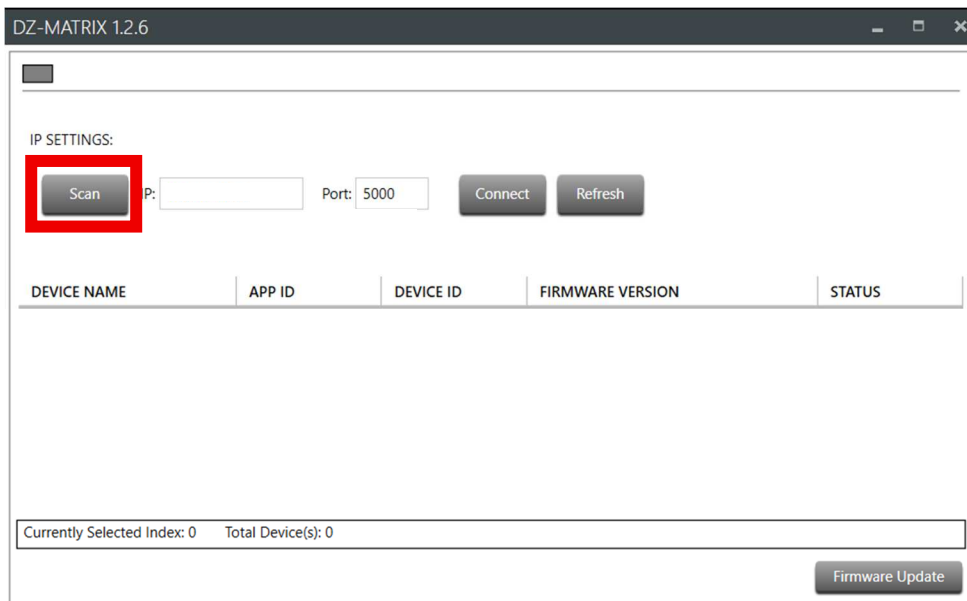 DZ-MATRIX 1.2.6
IP SETTINGS:
Scan IP: Port: 5000 Connect Refresh
DEVICE NAME APP ID DEVICE ID FIRMWARE VERSION STATUS
Currently Selected Index: 0 Total Device(s): 0
Firmware Update